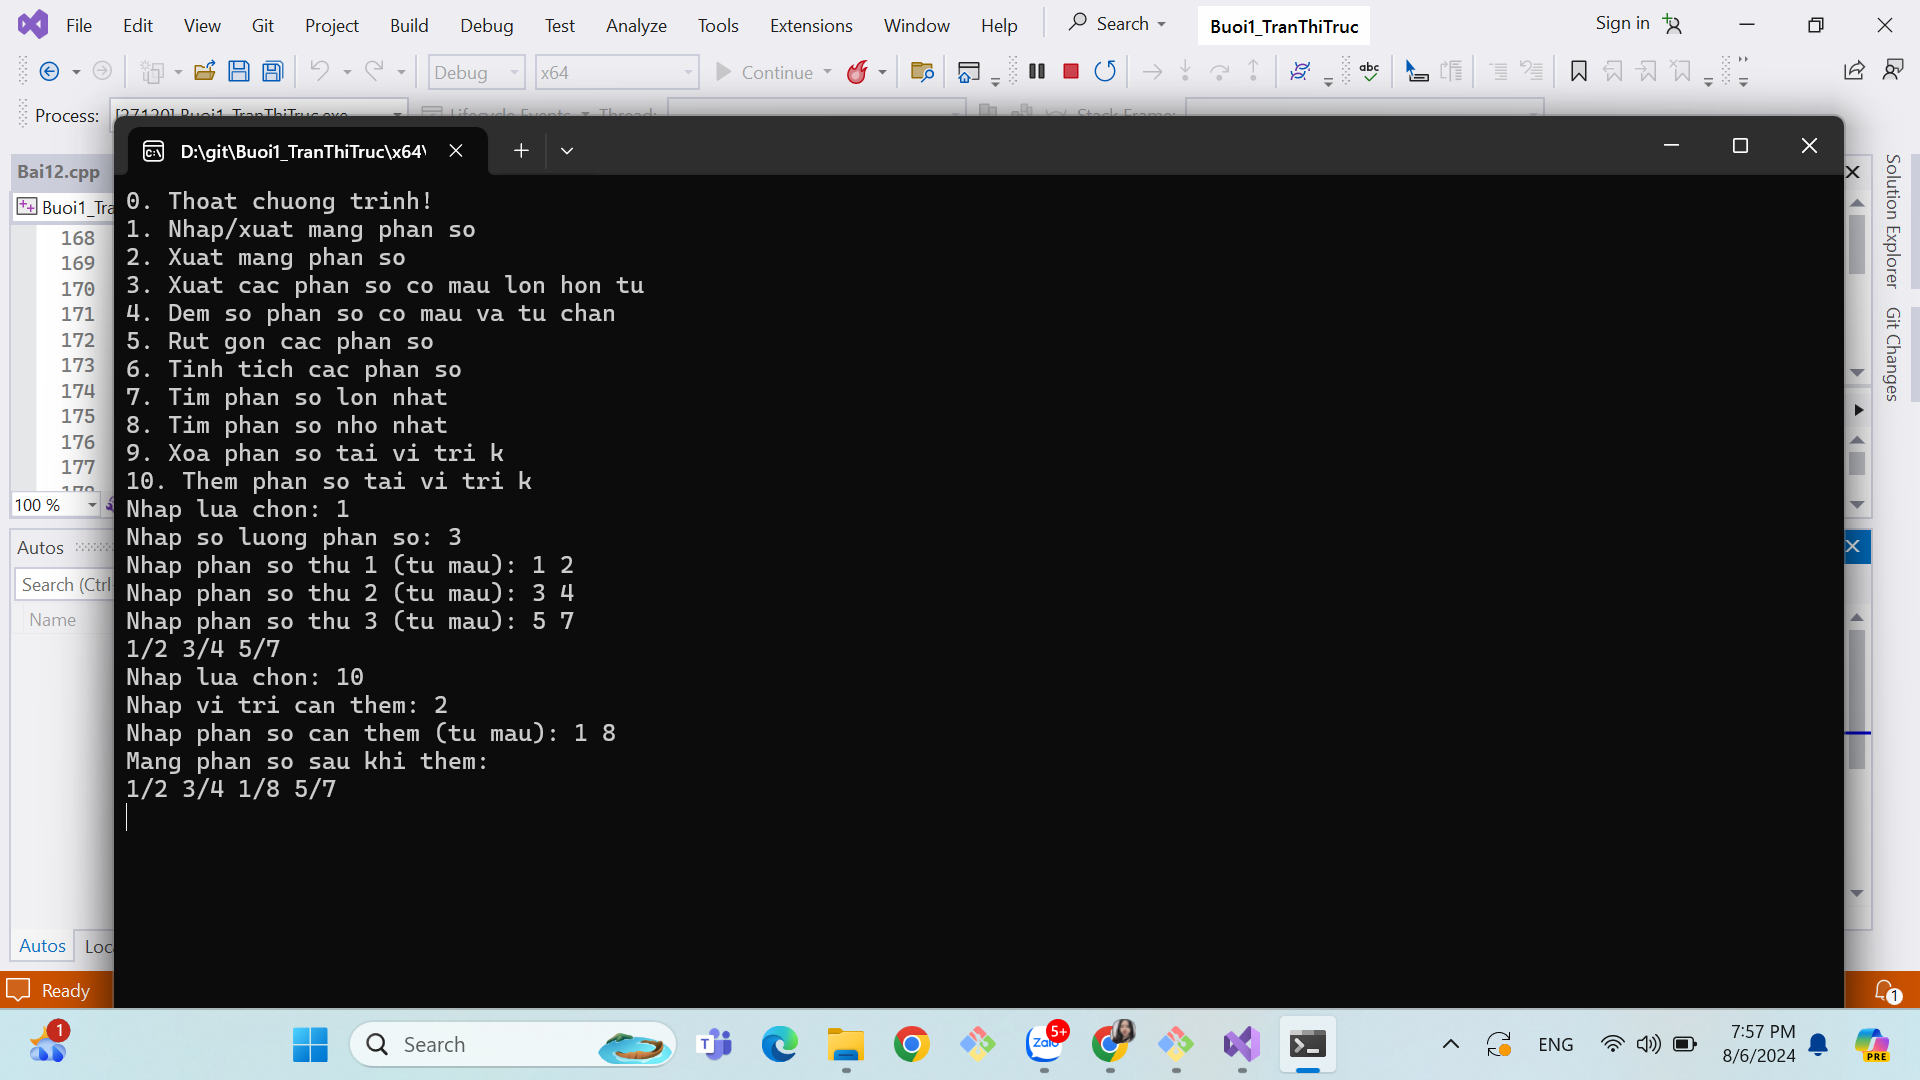 File Edit View Git Project Build Debug Test Analyze Tools Extensions Window Help Search Buoi1_TranThiTruc Sign in
Debug x64 Continue
Process: [27120] Buoi1_TranThiTruc.exe Lifecycle Events Thread: Stack Frame:
D:\git\Buoi1_TranThiTruc\x64\
Bai12.cpp
Buoi1_Tra
168
169
170
171
172
173
174
175
176
177
178
100 %
Autos
Search (Ctrl
Name
Autos Loca
Ready
0. Thoat chuong trinh!
1. Nhap/xuat mang phan so
2. Xuat mang phan so
3. Xuat cac phan so co mau lon hon tu
4. Dem so phan so co mau va tu chan
5. Rut gon cac phan so
6. Tinh tich cac phan so
7. Tim phan so lon nhat
8. Tim phan so nho nhat
9. Xoa phan so tai vi tri k
10. Them phan so tai vi tri k
Nhap lua chon: 1
Nhap so luong phan so: 3
Nhap phan so thu 1 (tu mau): 1 2
Nhap phan so thu 2 (tu mau): 3 4
Nhap phan so thu 3 (tu mau): 5 7
1/2 3/4 5/7
Nhap lua chon: 10
Nhap vi tri can them: 2
Nhap phan so can them (tu mau): 1 8
Mang phan so sau khi them:
1/2 3/4 1/8 5/7
Solution Explorer
Git Changes
1
1
Search
T
Zalo
5+
ENG
7:57 PM
8/6/2024
PRE